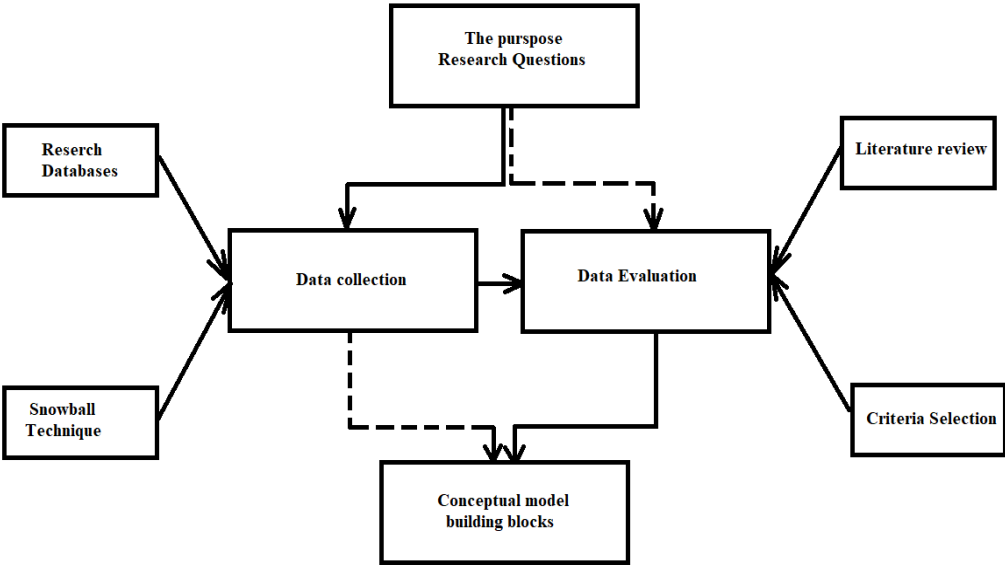 The purspose
Research Questions
Reserch
Databases
Literature review
Data collection
Data Evaluation
Snowball
Technique
Criteria Selection
Conceptual model
building blocks